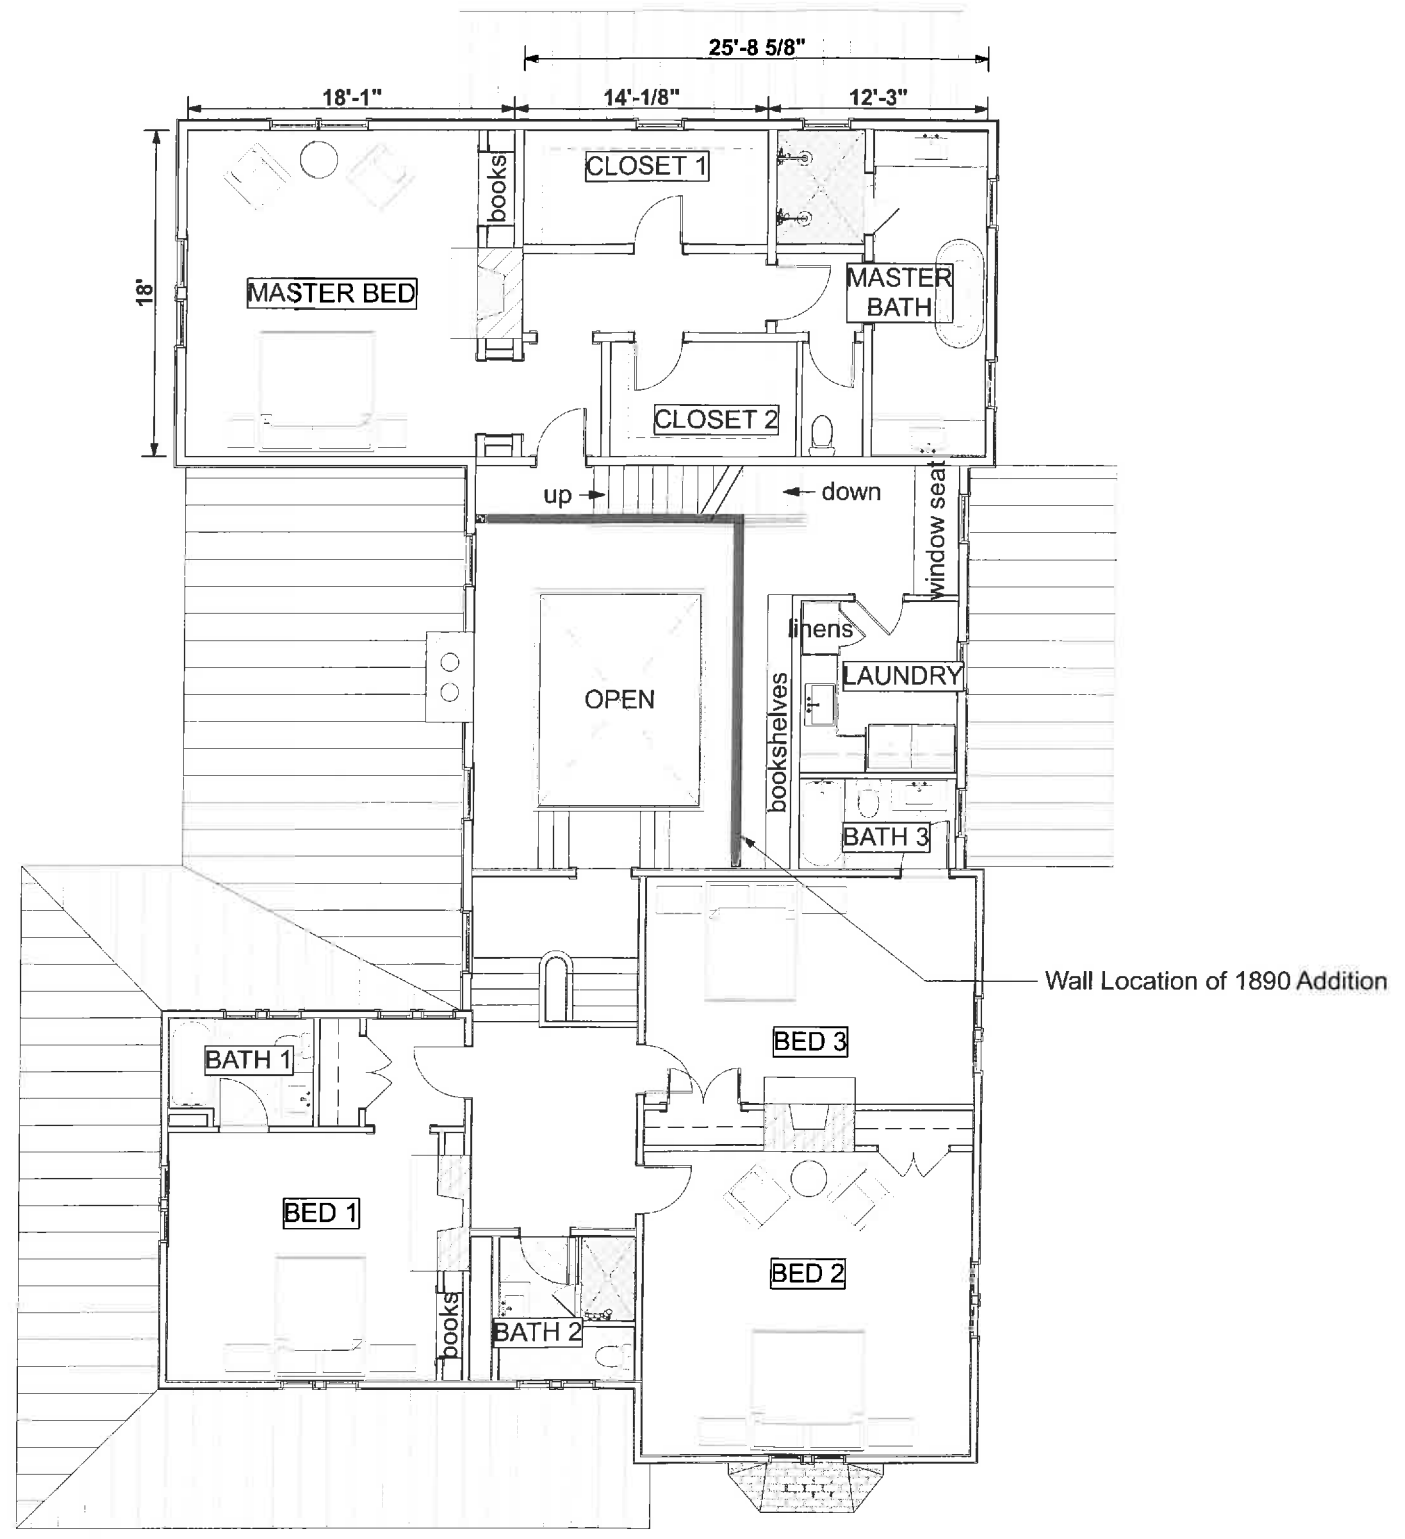 25'-8 5/8"
18'-1"
14'-1/8"
12'-3"
books
CLOSET 1
18'
MASTER BED
MASTER
BATH
CLOSET 2
up
down
window seat
linens
LAUNDRY
OPEN
bookshelves
BATH 3
Wall Location of 1890 Addition
BED 3
BATH 1
BED 1
BED 2
books
BATH 2